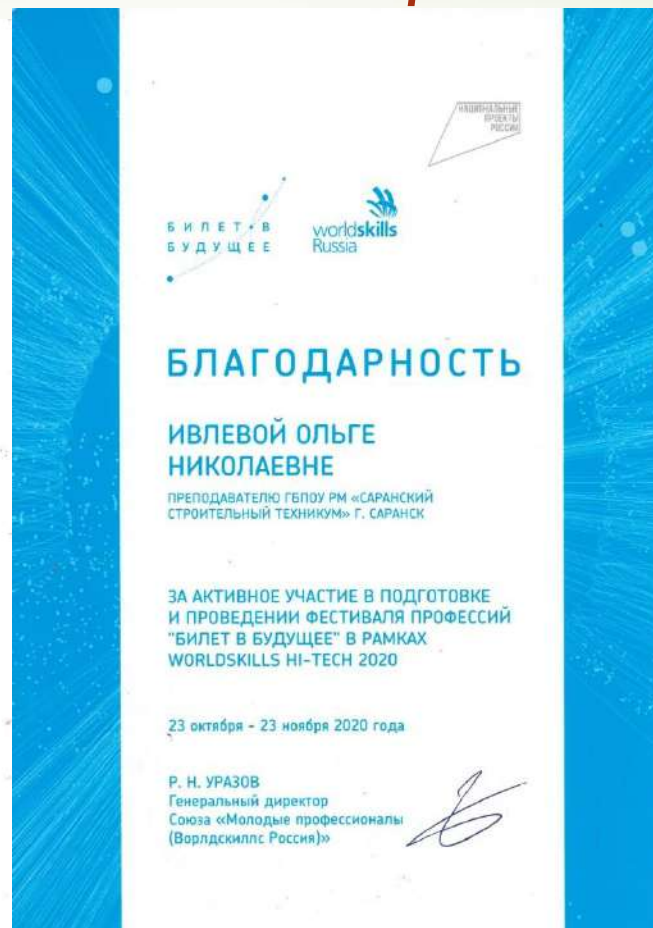 НАЦИОНАЛЬНЫЕ
ПРОЕКТЫ
РОССИИ
БИЛЕТ В
БУДУЩЕЕ
worldskills
Russia
БЛАГОДАРНОСТЬ
ИВЛЕВОЙ ОЛЬГЕ
НИКОЛАЕВНЕ
ПРЕПОДАВАТЕЛЮ ГБПОУ РМ «САРАНСКИЙ
СТРОИТЕЛЬНЫЙ ТЕХНИКУМ» Г. САРАНСК
ЗА АКТИВНОЕ УЧАСТИЕ В ПОДГОТОВКЕ
И ПРОВЕДЕНИИ ФЕСТИВАЛЯ ПРОФЕССИЙ
"БИЛЕТ В БУДУЩЕЕ" В РАМКАХ
WORLDSKILLS HI-TECH 2020
23 октября - 23 ноября 2020 года
Р. Н. УРАЗОВ
Генеральный директор
Союза «Молодые профессионалы
(Ворлдскиллс Россия)»